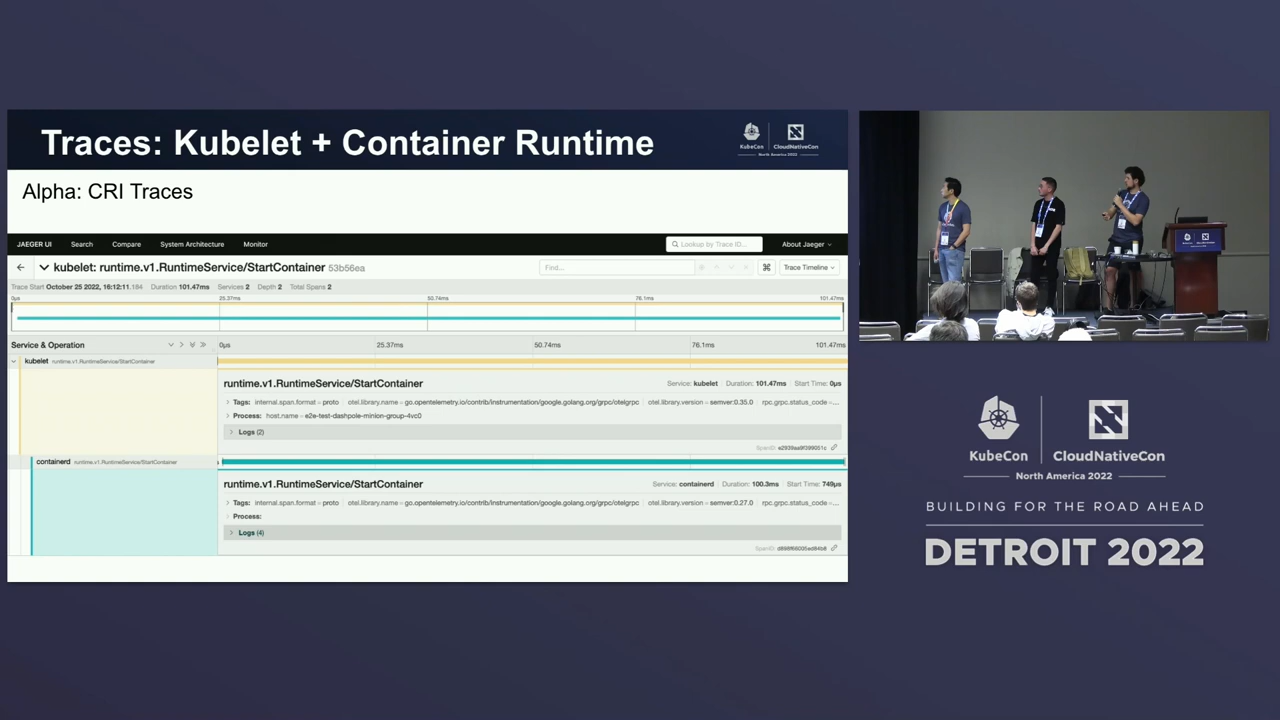 Traces: Kubelet + Container Runtime
KubeCon
CloudNativeCon
North America 2022
Alpha: CRI Traces
JAEGER UI Search Compare System Architecture Monitor Lookup by Trace ID... About Jaeger
kubelet: runtime.v1.RuntimeService/StartContainer 53b56ea Find... Trace Timeline
Trace Start October 25 2022, 16:12:11.184 Duration 101.47ms Services 2 Depth 2 Total Spans 2
0μs 25.37ms 50.74ms 76.1ms 101.47ms
Service & Operation 0μs 25.37ms 50.74ms 76.1ms 101.47ms
kubelet runtime.v1.RuntimeService/StartContainer
runtime.v1.RuntimeService/StartContainer Service: kubelet Duration: 101.47ms Start Time: 0μs
Tags: internal.span.format = proto otel.library.name = go.opentelemetry.io/contrib/instrumentation/google.golang.org/grpc/otelgrpc otel.library.version = semver:0.35.0 rpc.grpc.status_code =...
Process: host.name = e2e-test-dashpole-minion-group-4vc0
Logs (2)
SpanID:
containerd runtime.v1.RuntimeService/StartContainer
runtime.v1.RuntimeService/StartContainer Service: containerd Duration: 100.3ms Start Time: 749μs
Tags: internal.span.format = proto otel.library.name = go.opentelemetry.io/contrib/instrumentation/google.golang.org/grpc/otelgrpc otel.library.version = semver:0.27.0 rpc.grpc.status_code =...
Process:
Logs (4)
SpanID:
KubeCon
CloudNativeCon
North America 2022
BUILDING FOR THE ROAD AHEAD
DETROIT 2022